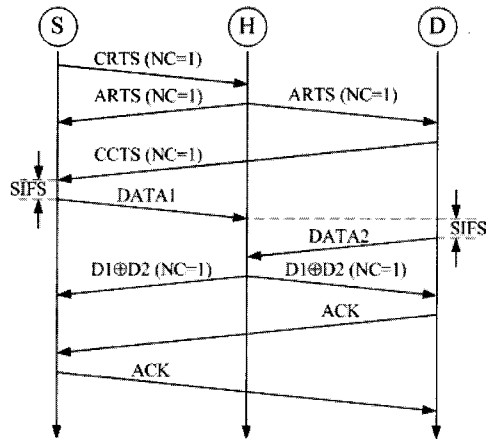 S H D
CRTS (NC=1)
ARTS (NC=1) ARTS (NC=1)
CCTS (NC=1)
SIFS
DATA1
SIFS
DATA2
D1⊕D2 (NC=1) D1⊕D2 (NC=1)
ACK
ACK